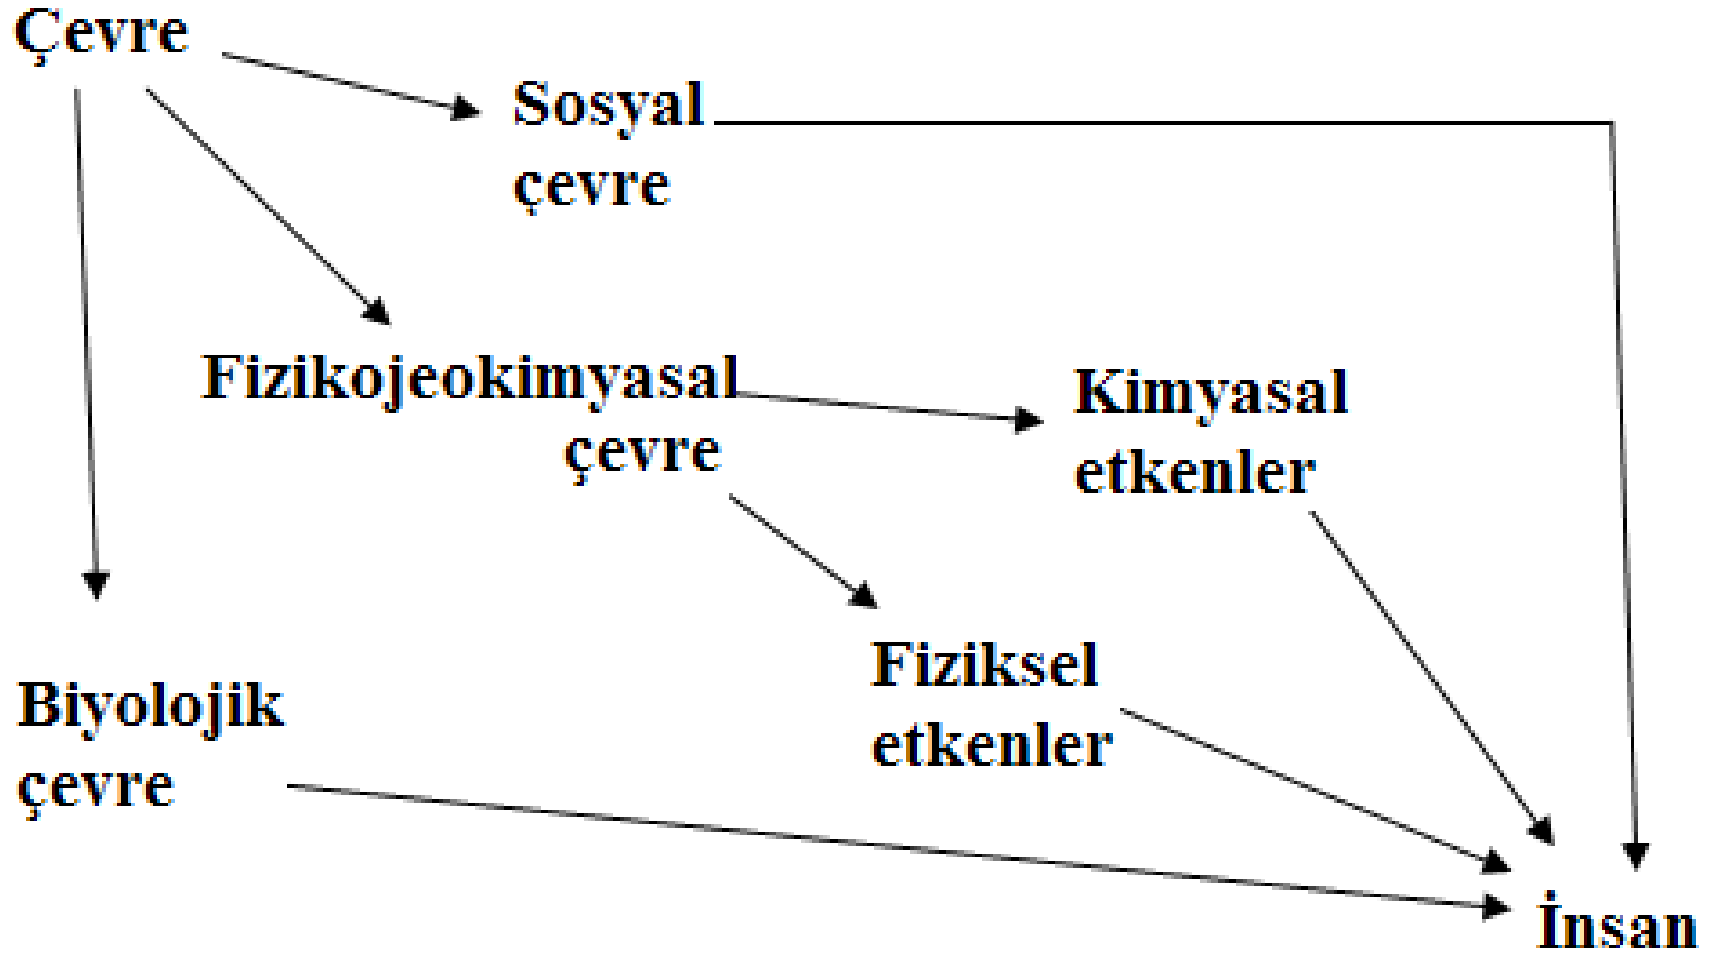 Çevre
Sosyal
çevre
Fizikojeokimyasal
çevre
Kimyasal
etkenler
Fiziksel
etkenler
Biyolojik
çevre
İnsan